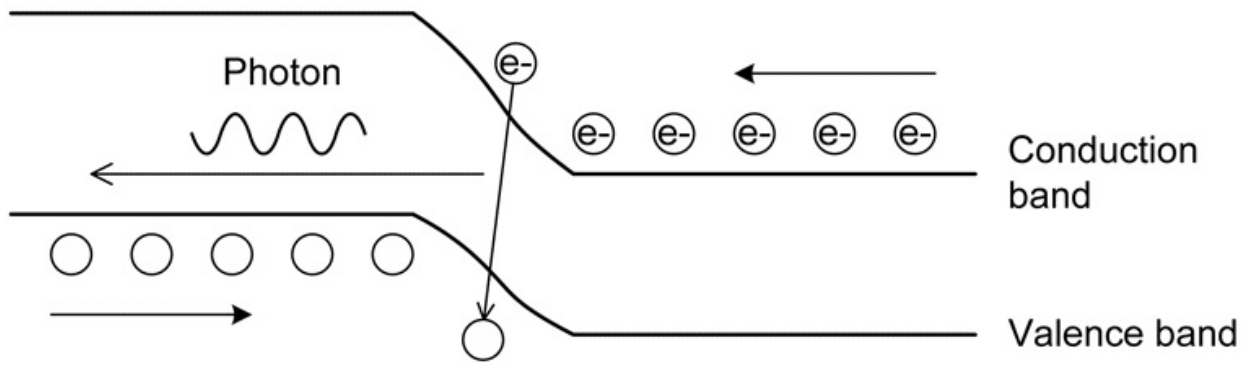 Photon
e-
e- e- e- e- e-
Conduction
band
Valence band